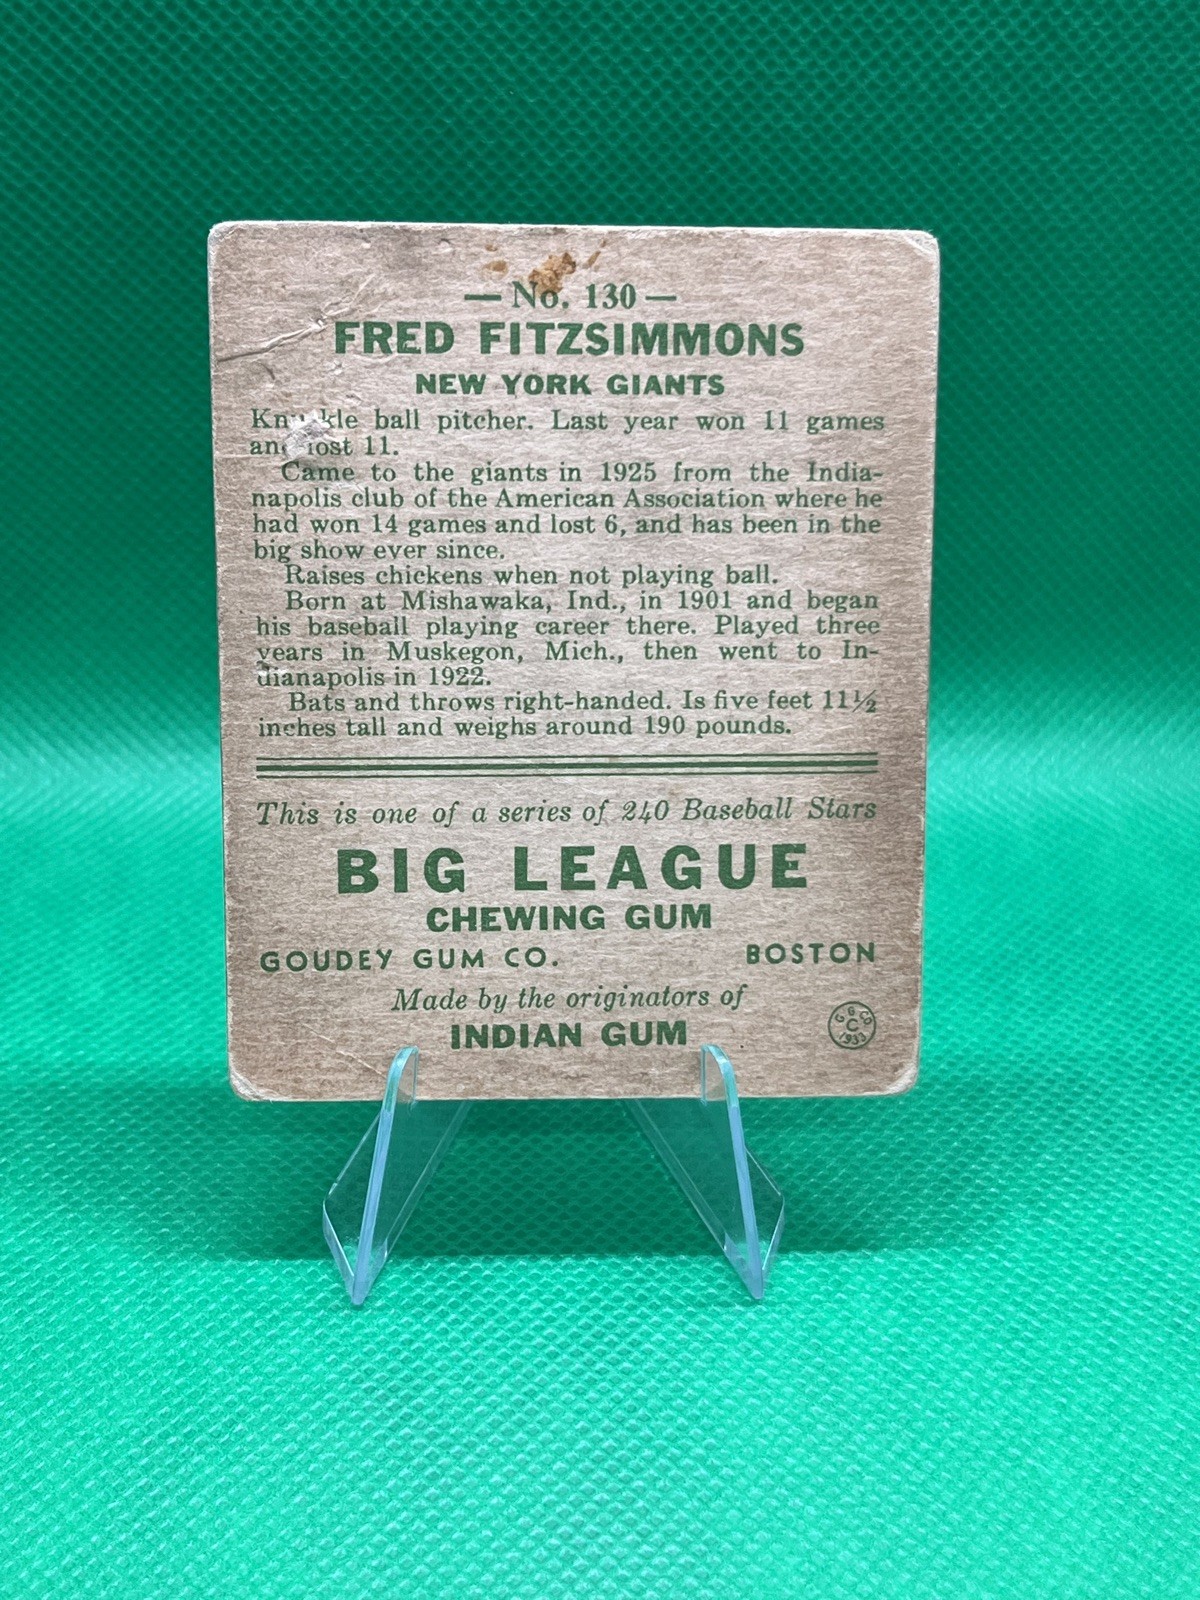 — No. 130 —
FRED FITZSIMMONS
NEW YORK GIANTS
Knuckle ball pitcher. Last year won 11 games
and lost 11.
Came to the giants in 1925 from the India-
napolis club of the American Association where he
had won 14 games and lost 6, and has been in the
big show ever since.
Raises chickens when not playing ball.
Born at Mishawaka, Ind., in 1901 and began
his baseball playing career there. Played three
years in Muskegon, Mich., then went to In-
dianapolis in 1922.
Bats and throws right-handed. Is five feet 11½
inches tall and weighs around 190 pounds.
This is one of a series of 240 Baseball Stars
BIG LEAGUE
CHEWING GUM
GOUDEY GUM CO. BOSTON
Made by the originators of
INDIAN GUM
G G CO
C
1933